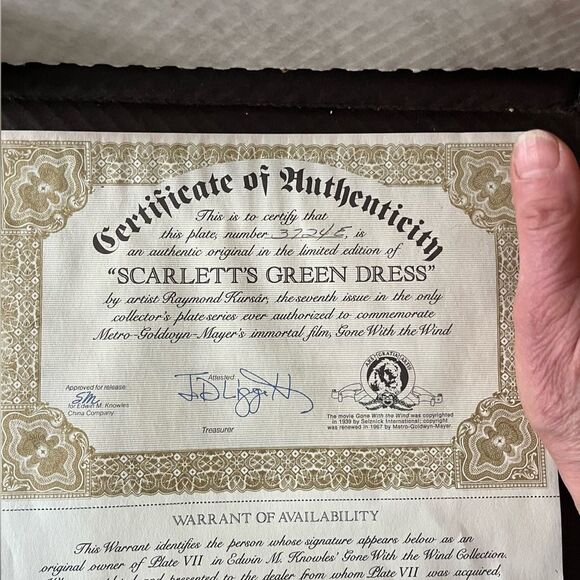 Certificate of Authenticity
This is to certify that
this plate, number 3724E, is
an authentic original in the limited edition of
"SCARLETT'S GREEN DRESS"
by artist Raymond Kursár, the seventh issue in the only
collector's plate series ever authorized to commemorate
Metro-Goldwyn-Mayer's immortal film, Gone With the Wind
Approved for release:
SM
for Edwin M. Knowles
China Company
Attested
Treasurer
ARS GRATIA ARTIS
The movie Gone With the Wind was copyrighted
in 1939 by Selznick International; copyright
was renewed in 1967 by Metro-Goldwyn-Mayer.
WARRANT OF AVAILABILITY
This Warrant identifies the person whose signature appears below as an
original owner of Plate VII in Edwin M. Knowles' Gone With the Wind Collection.
and presented to the dealer from whom Plate VII was acquired,